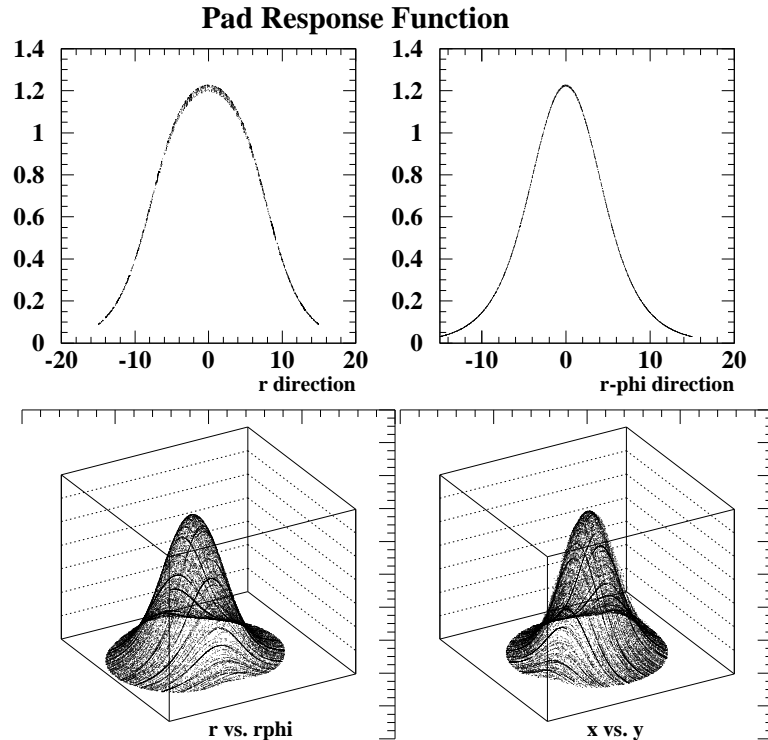 Pad Response Function
1.4
1.2
1
0.8
0.6
0.4
0.2
0
-20 -10 0 10 20
r direction
1.4
1.2
1
0.8
0.6
0.4
0.2
0
-10 0 10 20
r-phi direction
r vs. rphi
x vs. y